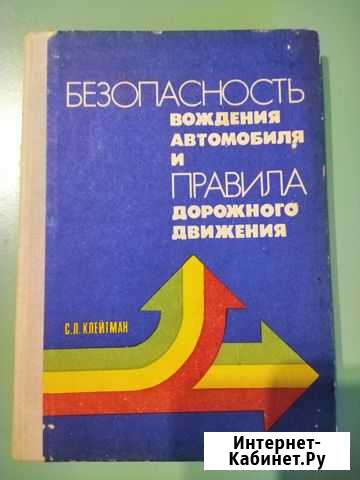 БЕЗОПАСНОСТЬ
ВОЖДЕНИЯ
АВТОМОБИЛЯ
И
ПРАВИЛА
ДОРОЖНОГО
ДВИЖЕНИЯ
С.Л. КЛЕЙТМАН
Интернет-
Кабинет.Ру